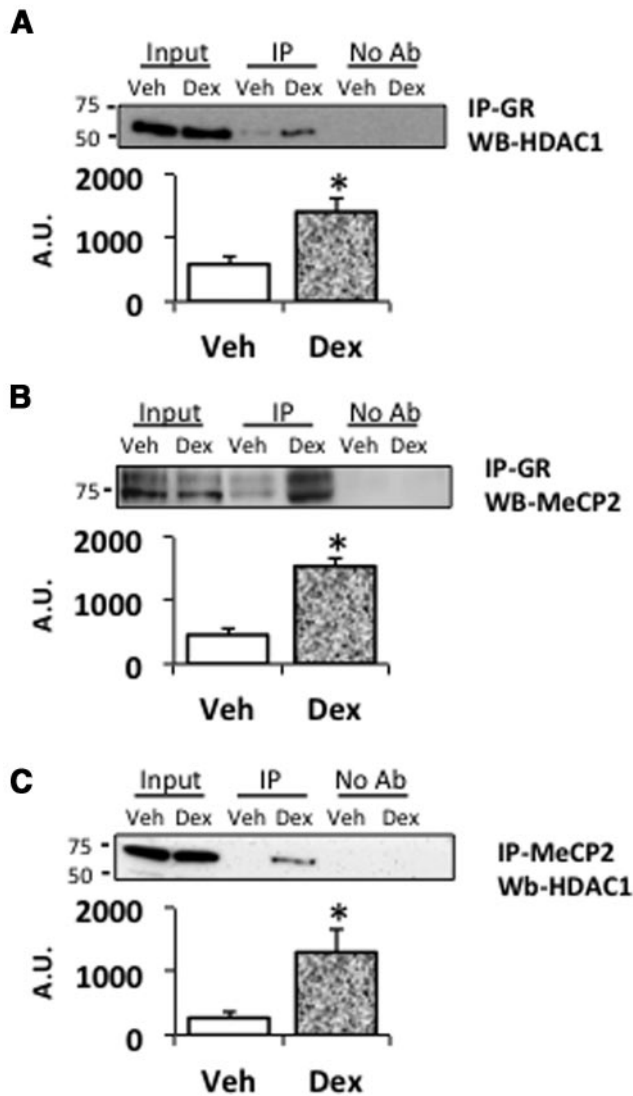 A
Input IP No Ab
Veh Dex Veh Dex Veh Dex
75
50
IP-GR
WB-HDAC1
2000
1000
0
A.U.
*
Veh Dex
B
Input IP No Ab
Veh Dex Veh Dex Veh Dex
75
IP-GR
WB-MeCP2
2000
1000
0
A.U.
*
Veh Dex
C
Input IP No Ab
Veh Dex Veh Dex Veh Dex
75
50
IP-MeCP2
Wb-HDAC1
2000
1000
0
A.U.
*
Veh Dex